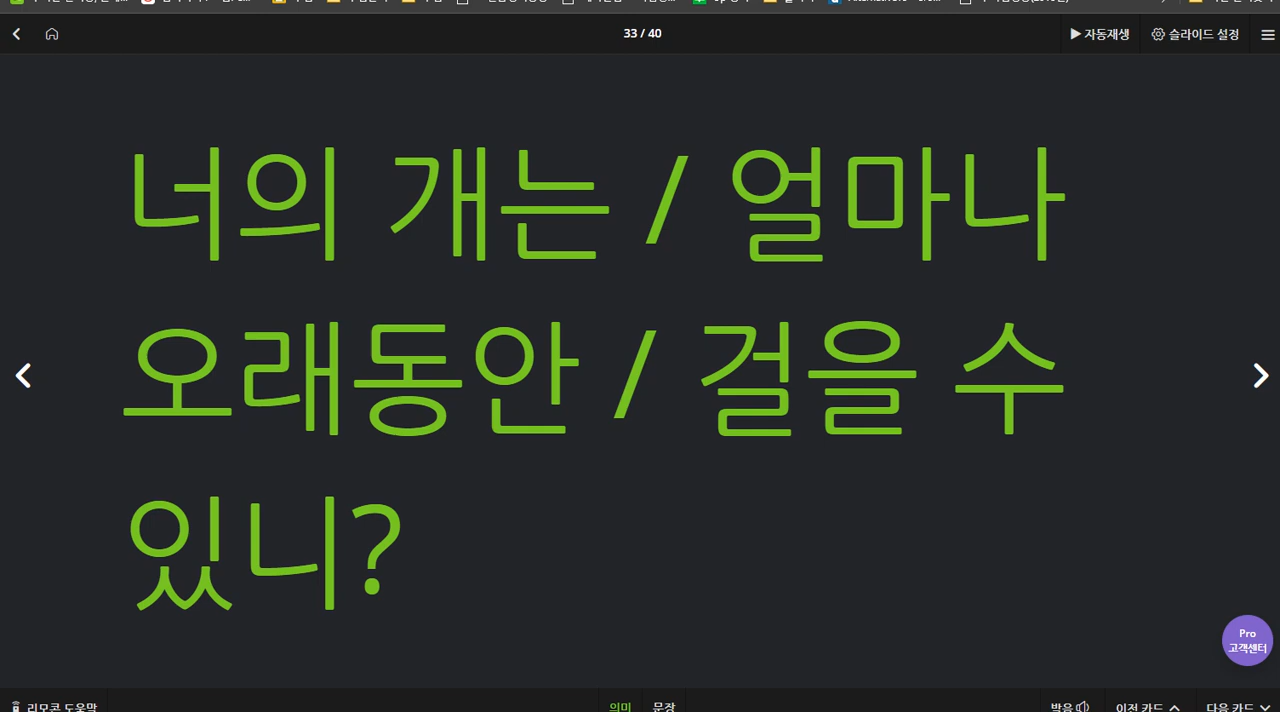 33 / 40
자동재생
슬라이드 설정
너의 개는 / 얼마나
오래동안 / 걸을 수
있니?
Pro
고객센터
리모콘 도움말
의미
문장
발음
이전 카드
다음 카드